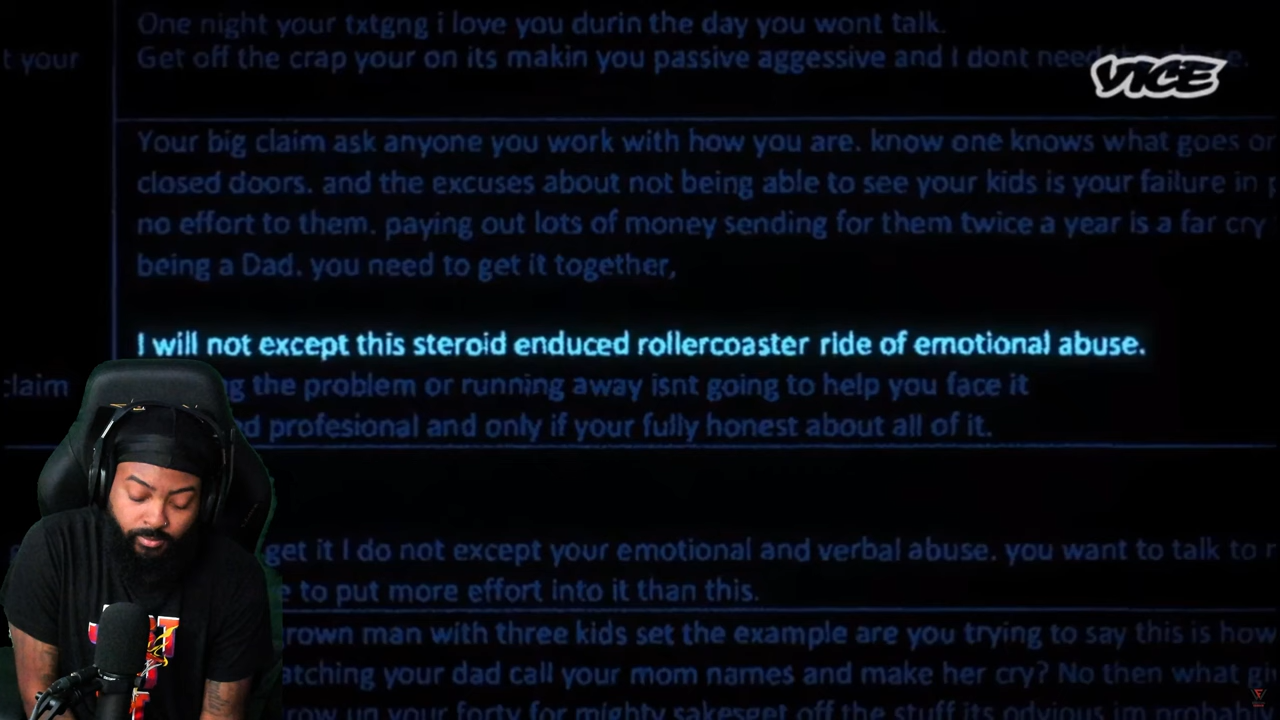 One night your txtgng i love you durin the day you wont talk.
t your Get off the crap your on its makin you passive aggressive and I dont need
VICE
Your big claim ask anyone you work with how you are. know one knows what goes
closed doors. and the excuses about not being able to see your kids is your failure in
no effort to them. paying out lots of money sending for them twice a year is a far cry
being a Dad. you need to get it together,
I will not except this steroid enduced rollercoaster ride of emotional abuse.
claim the problem or running away isnt going to help you face it
profesional and only if your fully honest about all of it.
get it I do not except your emotional and verbal abuse. you want to talk to
to put more effort into it than this.
man with three kids set the example are you trying to say this is how
your dad call your mom names and make her cry? No then what
up your forty for mighty sakesget off the stuff its odvious im